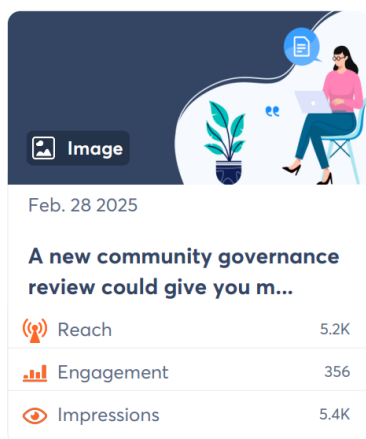 Image
Feb. 28 2025
A new community governance
review could give you m...
Reach 5.2K
Engagement 356
Impressions 5.4K